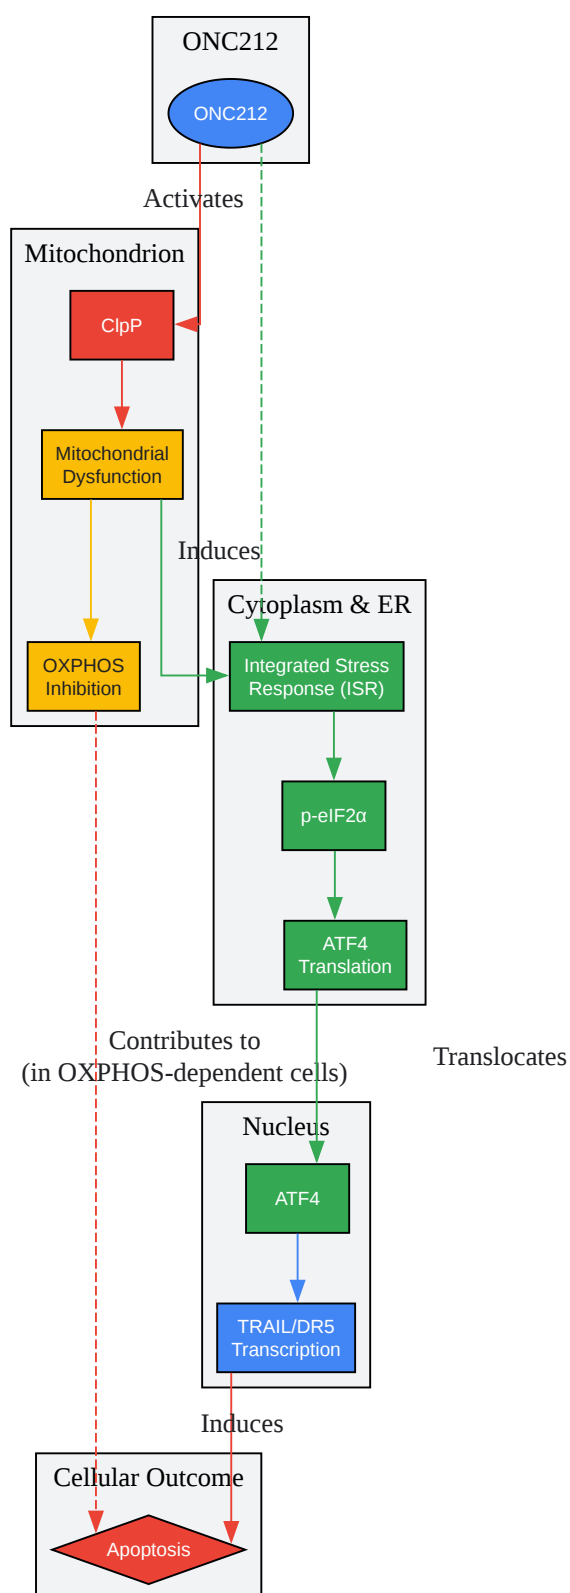 ONC212
ONC212
Activates
Mitochondrion
ClpP
Mitochondrial
Dysfunction
Induces
Cytoplasm & ER
OXPHOS
Inhibition
Integrated Stress
Response (ISR)
p-eIF2α
ATF4
Translation
Contributes to
(in OXPHOS-dependent cells)
Translocates
Nucleus
ATF4
TRAIL/DR5
Transcription
Induces
Cellular Outcome
Apoptosis